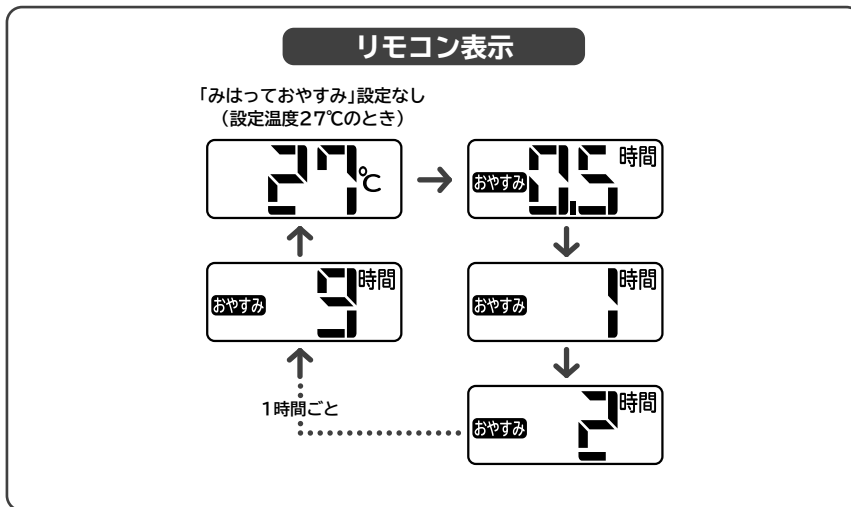 リモコン表示
「みはっておやすみ」設定なし
（設定温度27℃のとき）
27℃
おやすみ 0.5 時間
おやすみ 9 時間
おやすみ 1 時間
1時間ごと
おやすみ 2 時間